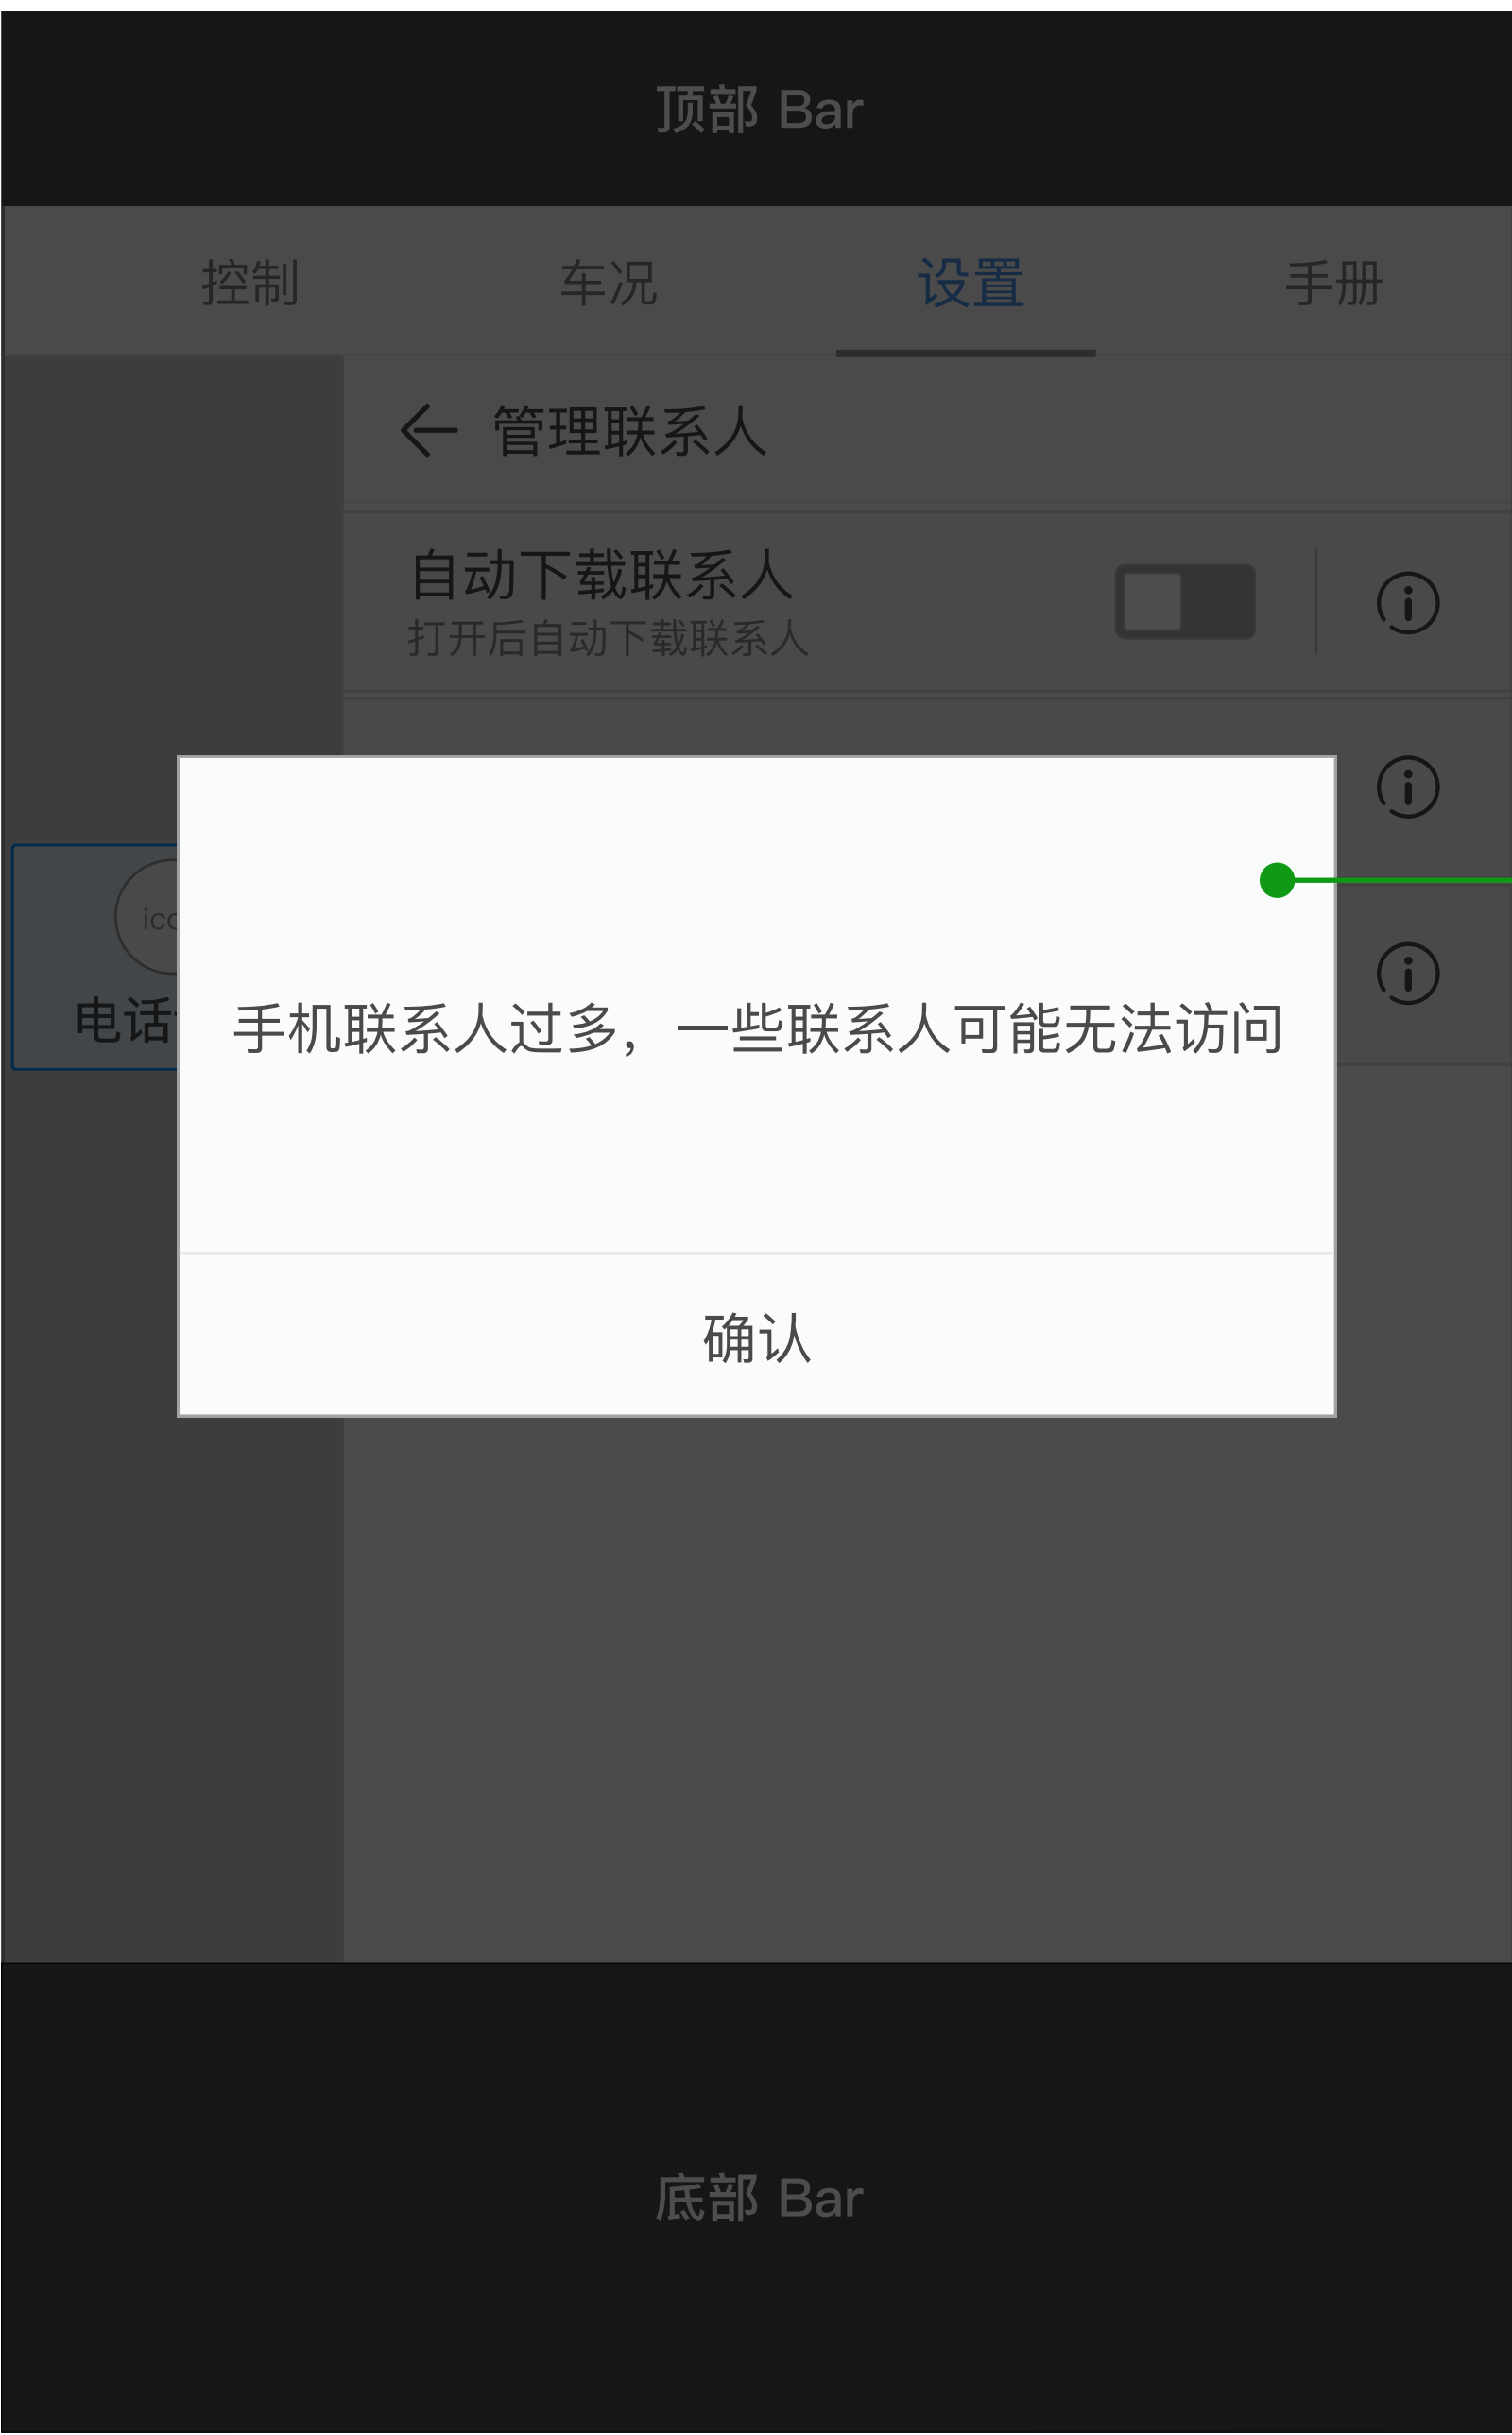 顶部 Bar
控制
车况
设置
手册
管理联系人
自动下载联系人
打开后自动下载联系人
电话
手机联系人过多，一些联系人可能无法访问
确认
底部 Bar